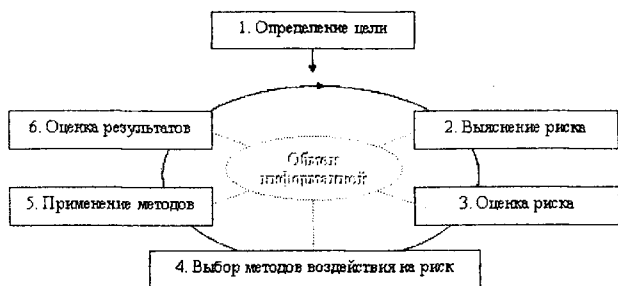 1. Определение цели
6. Оценка результатов
2. Выяснение риска
Обмен
информацией
5. Применение методов
3. Оценка риска
4. Выбор методов воздействия на риск